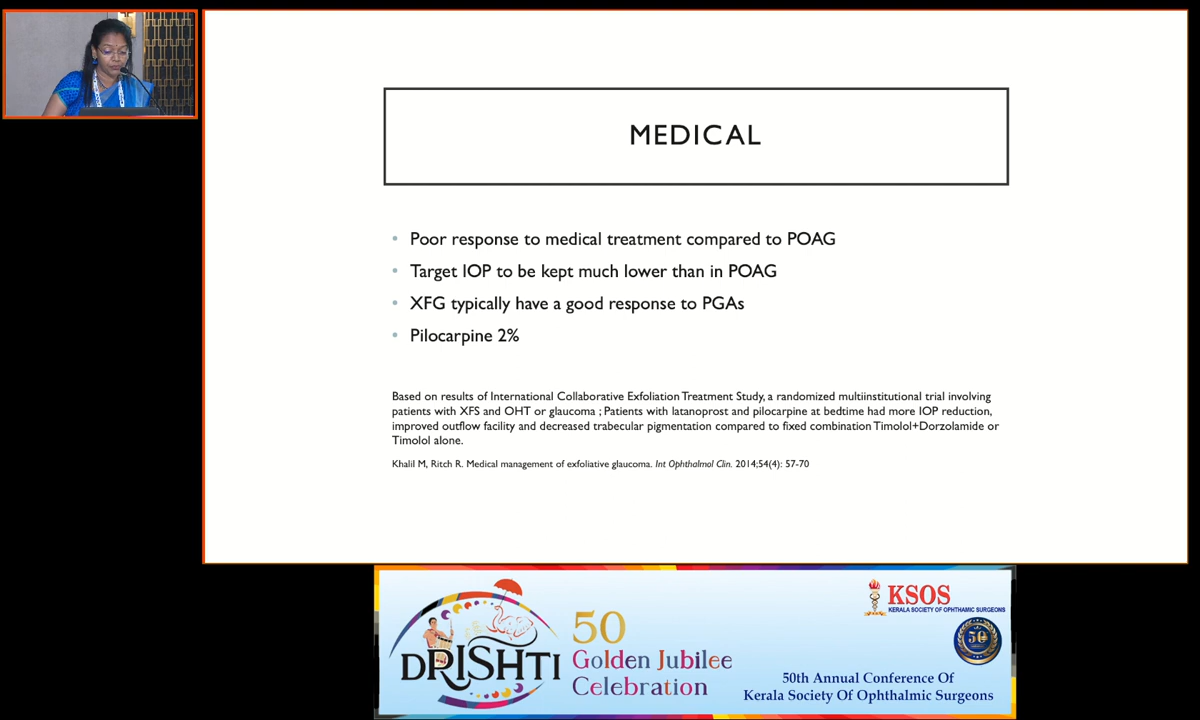 MEDICAL
• Poor response to medical treatment compared to POAG
• Target IOP to be kept much lower than in POAG
• XFG typically have a good response to PGAs
• Pilocarpine 2%
Based on results of International Collaborative Exfoliation Treatment Study, a randomized multiinstitutional trial involving
patients with XFS and OHT or glaucoma ; Patients with latanoprost and pilocarpine at bedtime had more IOP reduction,
improved outflow facility and decreased trabecular pigmentation compared to fixed combination Timolol+Dorzolamide or
Timolol alone.
Khalil M, Ritch R. Medical management of exfoliative glaucoma. Int Ophthalmol Clin. 2014;54(4): 57-70
DRISHTI
50
Golden Jubilee
Celebration
KSOS
KERALA SOCIETY OF OPHTHAMIC SURGEONS
50
50th Annual Conference Of
Kerala Society Of Ophthalmic Surgeons